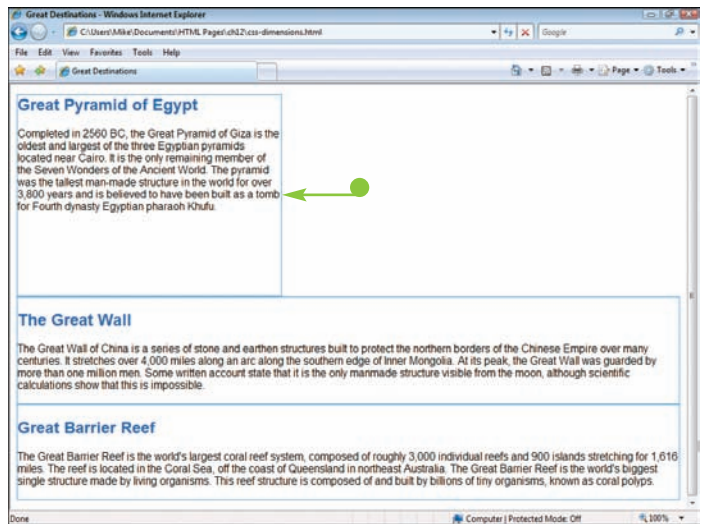 Great Destinations - Windows Internet Explorer
C:\Users\Mike\Documents\HTML Pages\ch12\css-dimensions.html
Google
File Edit View Favorites Tools Help
Great Destinations
Page Tools
Great Pyramid of Egypt
Completed in 2560 BC, the Great Pyramid of Giza is the
oldest and largest of the three Egyptian pyramids
located near Cairo. It is the only remaining member of
the Seven Wonders of the Ancient World. The pyramid
was the tallest man-made structure in the world for over
3,800 years and is believed to have been built as a tomb
for Fourth dynasty Egyptian pharaoh Khufu.
The Great Wall
The Great Wall of China is a series of stone and earthen structures built to protect the northern borders of the Chinese Empire over many
centuries. It stretches over 4,000 miles along an arc along the southern edge of Inner Mongolia. At its peak, the Great Wall was guarded by
more than one million men. Some written account state that it is the only manmade structure visible from the moon, although scientific
calculations show that this is impossible.
Great Barrier Reef
The Great Barrier Reef is the world's largest coral reef system, composed of roughly 3,000 individual reefs and 900 islands stretching for 1,616
miles. The reef is located in the Coral Sea, off the coast of Queensland in northeast Australia. The Great Barrier Reef is the world's biggest
single structure made by living organisms. This reef structure is composed of and built by billions of tiny organisms, known as coral polyps.
Done
Computer | Protected Mode: Off
100%